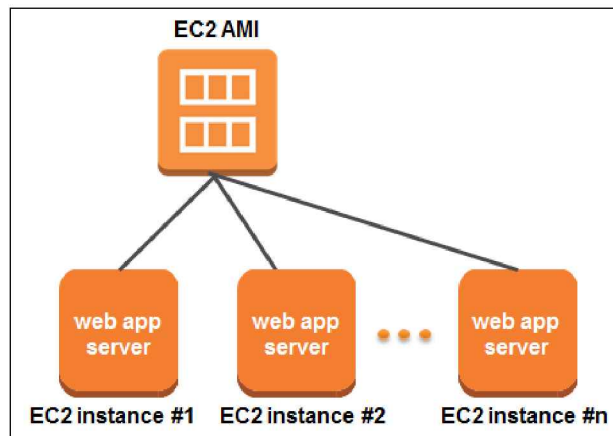 EC2 AMI
web app
server
web app
server
web app
server
EC2 instance #1
EC2 instance #2
EC2 instance #n